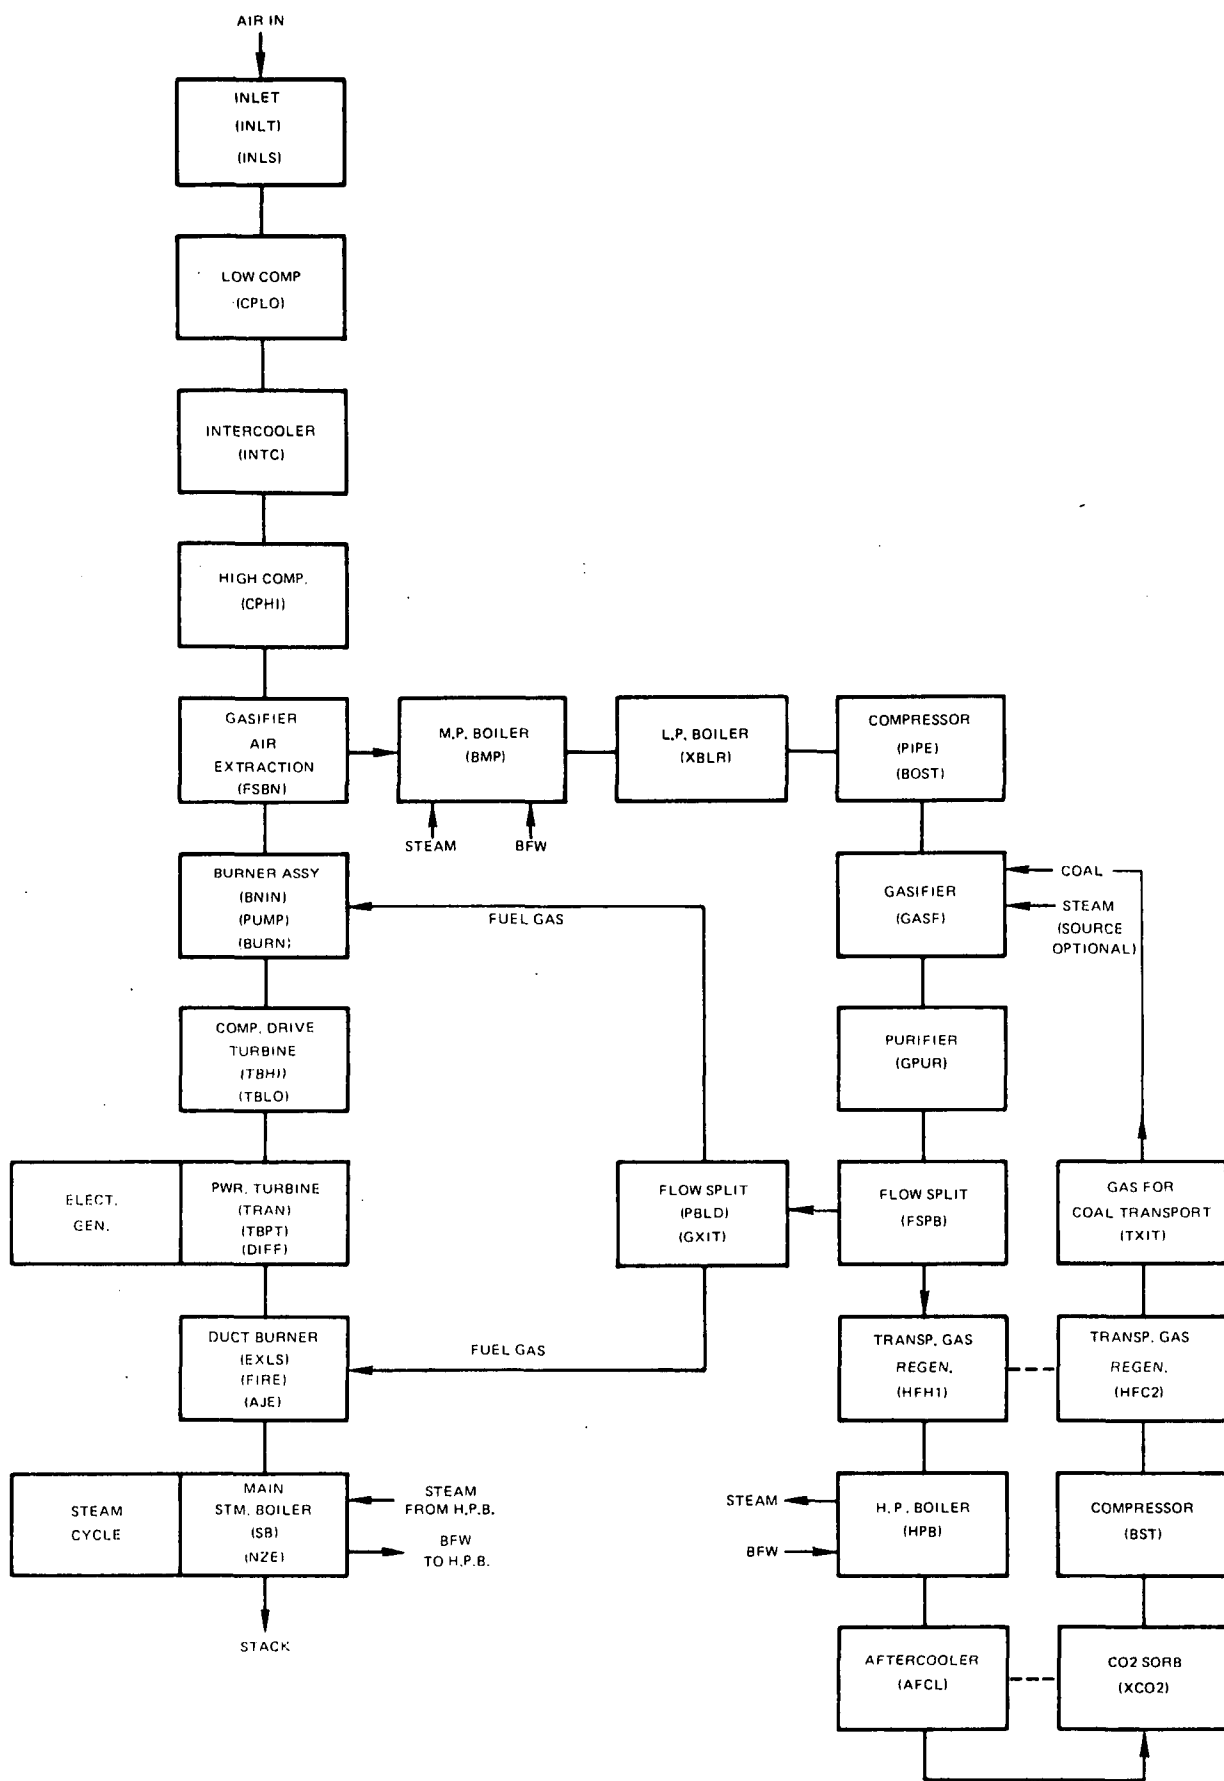 AIR IN
INLET
(INLT)
(INLS)
LOW COMP
(CPLO)
INTERCOOLER
(INTC)
HIGH COMP.
(CPHI)
GASIFIER
AIR
EXTRACTION
(FSBN)
M.P. BOILER
(BMP)
L.P. BOILER
(XBLR)
COMPRESSOR
(PIPE)
(BOST)
STEAM
BFW
BURNER ASSY
(BNIN)
(PUMP)
(BURN)
FUEL GAS
GASIFIER
(GASF)
COAL
STEAM
(SOURCE
OPTIONAL)
COMP. DRIVE
TURBINE
(TBHI)
(TBLO)
PURIFIER
(GPUR)
ELECT.
GEN.
PWR. TURBINE
(TRAN)
(TBPT)
(DIFF)
FLOW SPLIT
(PBLD)
(GXIT)
FLOW SPLIT
(FSPB)
GAS FOR
COAL TRANSPORT
(TXIT)
DUCT BURNER
(EXLS)
(FIRE)
(AJE)
FUEL GAS
TRANSP. GAS
REGEN.
(HFH1)
TRANSP. GAS
REGEN.
(HFC2)
STEAM
CYCLE
MAIN
STM. BOILER
(SB)
(NZE)
STEAM
FROM H.P.B.
BFW
TO H.P.B.
STEAM
BFW
H.P. BOILER
(HPB)
COMPRESSOR
(BST)
STACK
AFTERCOOLER
(AFCL)
CO2 SORB
(XCO2)